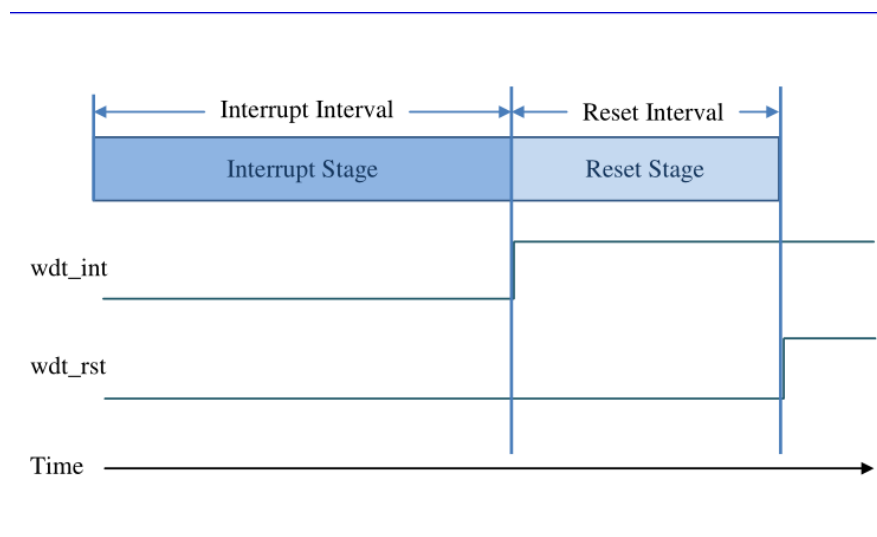 Interrupt Interval
Reset Interval
Interrupt Stage
Reset Stage
wdt_int
wdt_rst
Time